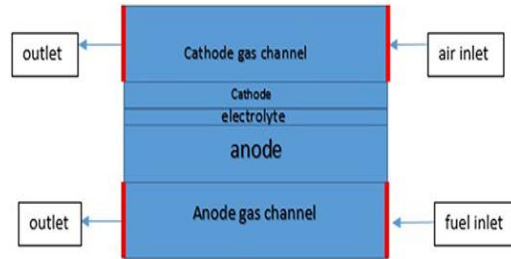 outlet
Cathode gas channel
air inlet
Cathode
electrolyte
anode
outlet
Anode gas channel
fuel inlet